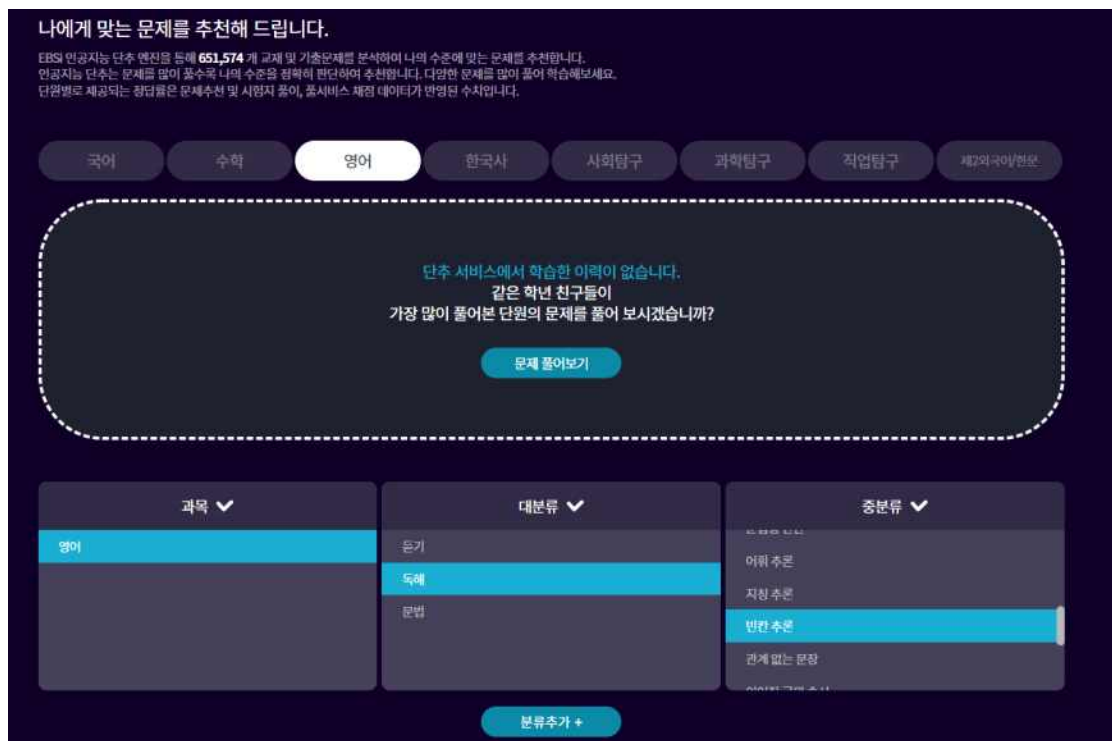 나에게 맞는 문제를 추천해 드립니다.
EBSi 인공지능 단추 엔진을 통해 651,574 개 교재 및 기출문제를 분석하여 나의 수준에 맞는 문제를 추천합니다.
인공지능 단추는 문제를 많이 풀수록 나의 수준을 정확히 판단하여 추천합니다. 다양한 문제를 많이 풀어 학습해보세요.
단원별로 제공되는 정답률은 문제추천 및 시험지 풀이, 풀서비스 채점 데이터가 반영된 수치입니다.
국어 수학 영어 한국사 사회탐구 과학탐구 직업탐구 제2외국어/한문
단추 서비스에서 학습한 이력이 없습니다.
같은 학년 친구들이
가장 많이 풀어본 단원의 문제를 풀어 보시겠습니까?
문제 풀어보기
과목 대분류 중분류
영어 듣기
어휘 추론
독해
지칭 추론
문법
빈칸 추론
관계 없는 문장
분류추가 +